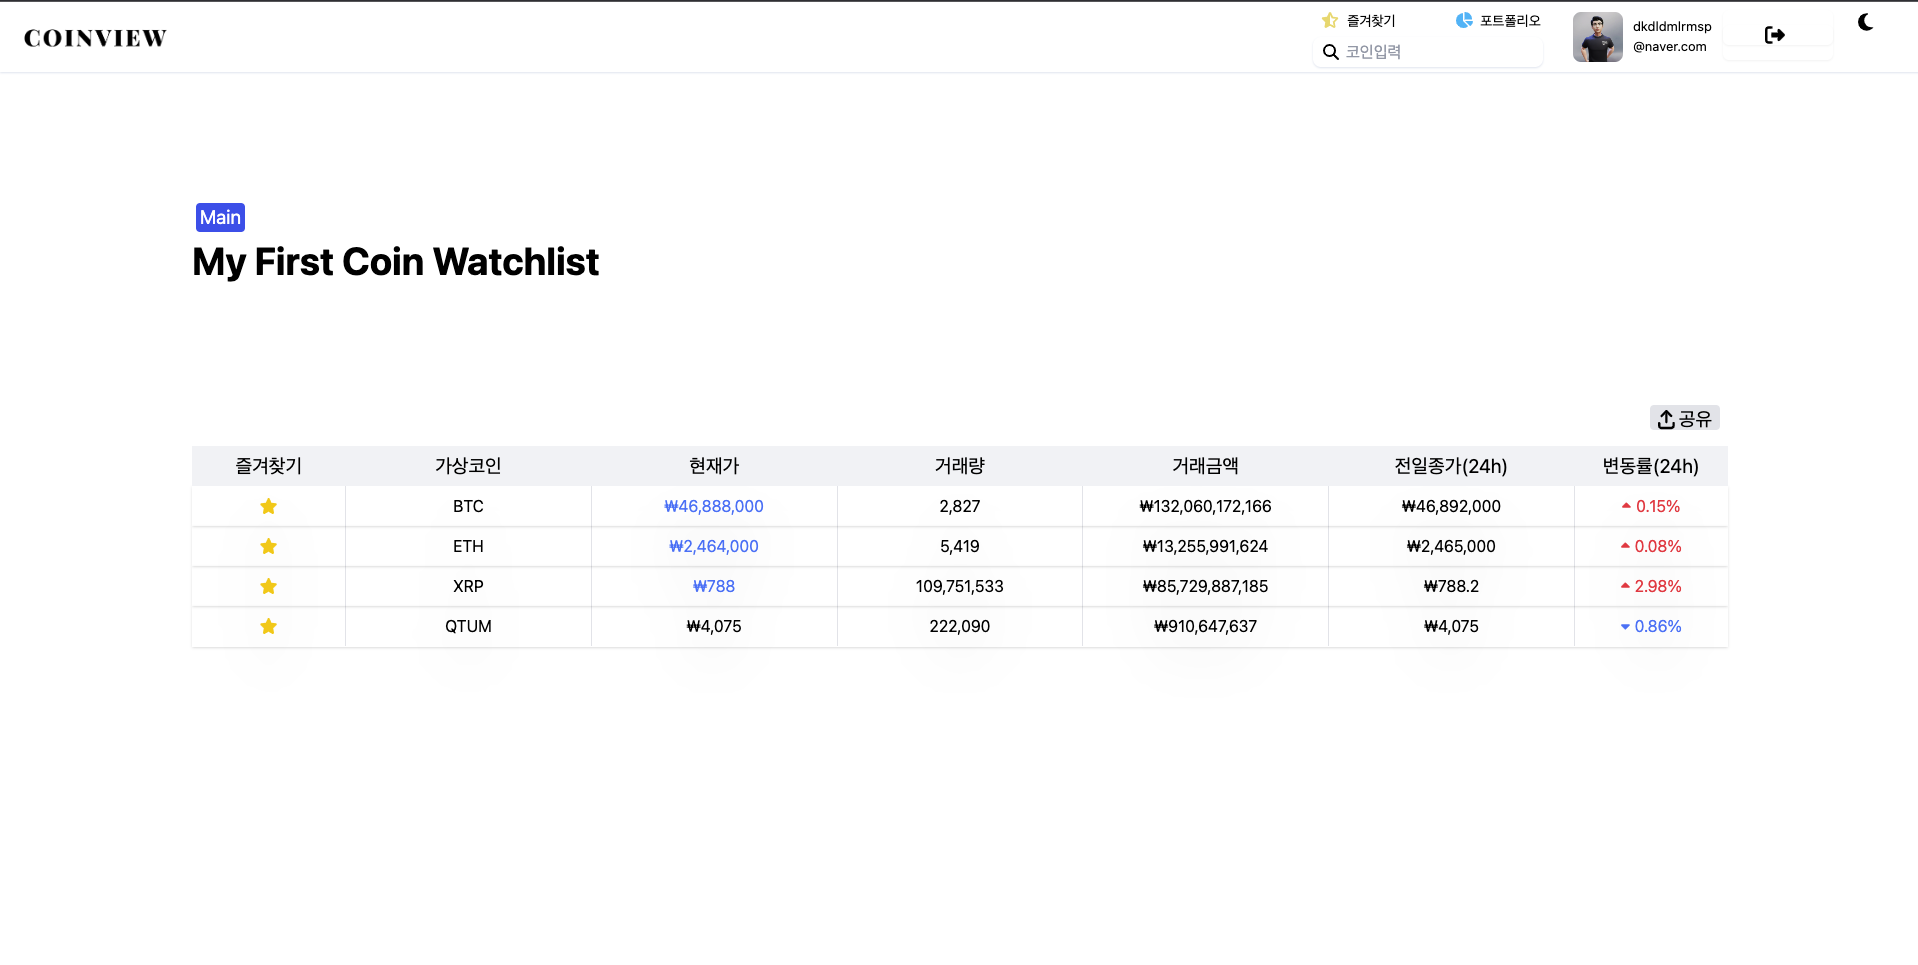 COINVIEW
즐겨찾기
포트폴리오
코인입력
dkdldmlrmsp
@naver.com
Main
My First Coin Watchlist
공유
즐겨찾기 가상코인 현재가 거래량 거래금액 전일종가(24h) 변동률(24h)
BTC ₩46,888,000 2,827 ₩132,060,172,166 ₩46,892,000 0.15%
ETH ₩2,464,000 5,419 ₩13,255,991,624 ₩2,465,000 0.08%
XRP ₩788 109,751,533 ₩85,729,887,185 ₩788.2 2.98%
QTUM ₩4,075 222,090 ₩910,647,637 ₩4,075 0.86%